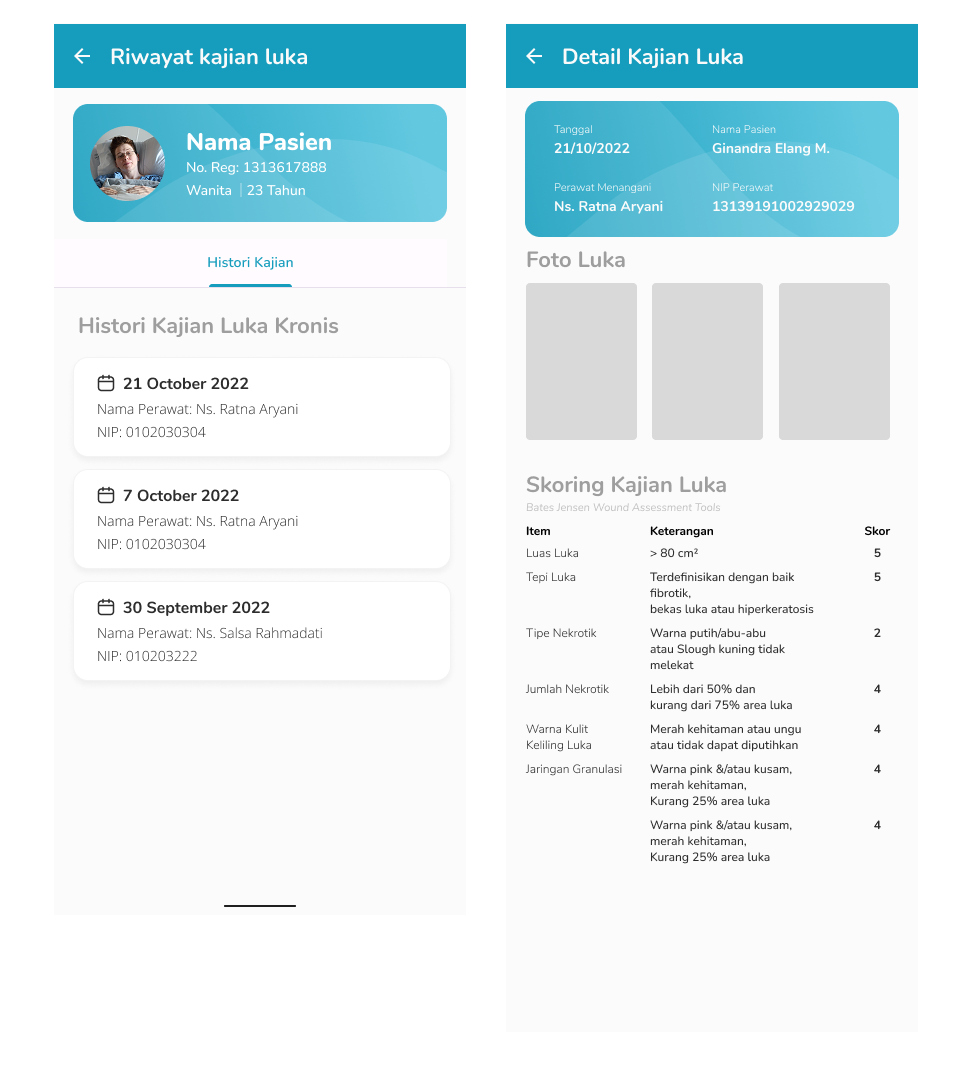 Riwayat kajian luka
Nama Pasien
No. Reg: 1313617888
Wanita | 23 Tahun
Histori Kajian
Histori Kajian Luka Kronis
21 October 2022
Nama Perawat: Ns. Ratna Aryani
NIP: 0102030304
7 October 2022
Nama Perawat: Ns. Ratna Aryani
NIP: 0102030304
30 September 2022
Nama Perawat: Ns. Salsa Rahmadati
NIP: 010203222
Detail Kajian Luka
Tanggal
21/10/2022
Nama Pasien
Ginandra Elang M.
Perawat Menangani
Ns. Ratna Aryani
NIP Perawat
13139191002929029
Foto Luka
Skoring Kajian Luka
Bates Jensen Wound Assessment Tools
Item Keterangan Skor
Luas Luka > 80 cm² 5
Tepi Luka Terdefinisikan dengan baik 5
fibrotik,
bekas luka atau hiperkeratosis
Tipe Nekrotik Warna putih/abu-abu 2
atau Slough kuning tidak
melekat
Jumlah Nekrotik Lebih dari 50% dan 4
kurang dari 75% area luka
Warna Kulit Merah kehitaman atau ungu 4
Keliling Luka atau tidak dapat diputihkan
Jaringan Granulasi Warna pink &/atau kusam, 4
merah kehitaman,
Kurang 25% area luka
Warna pink &/atau kusam, 4
merah kehitaman,
Kurang 25% area luka